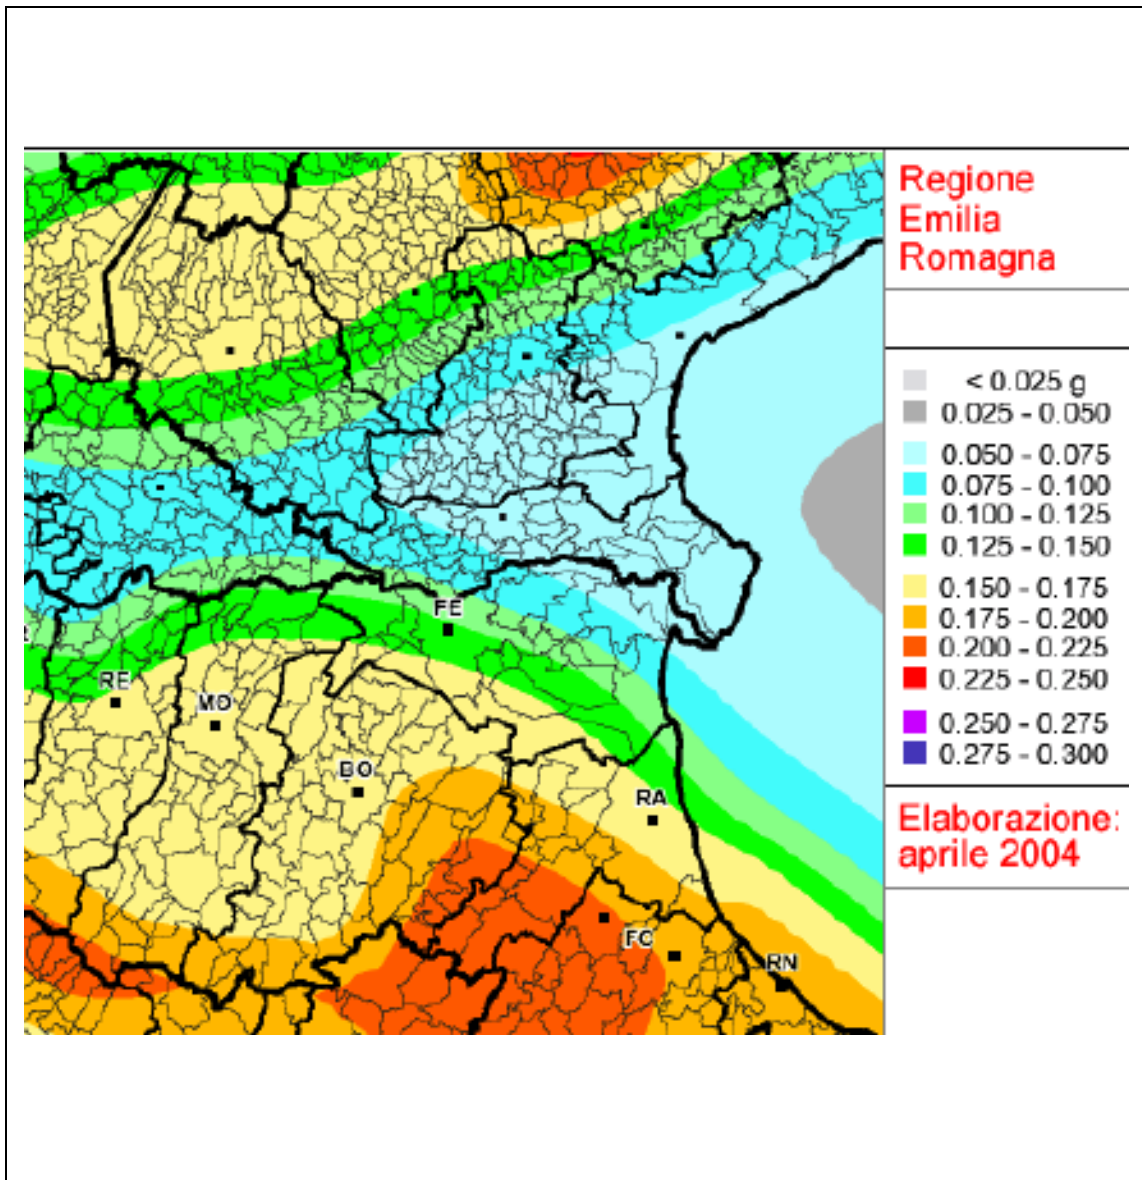 Regione
Emilia
Romagna
< 0.025 g
0.025 - 0.050
0.050 - 0.075
0.075 - 0.100
0.100 - 0.125
0.125 - 0.150
0.150 - 0.175
0.175 - 0.200
0.200 - 0.225
0.225 - 0.250
0.250 - 0.275
0.275 - 0.300
Elaborazione:
aprile 2004
FE
RE
MO
BO
RA
FC
RN